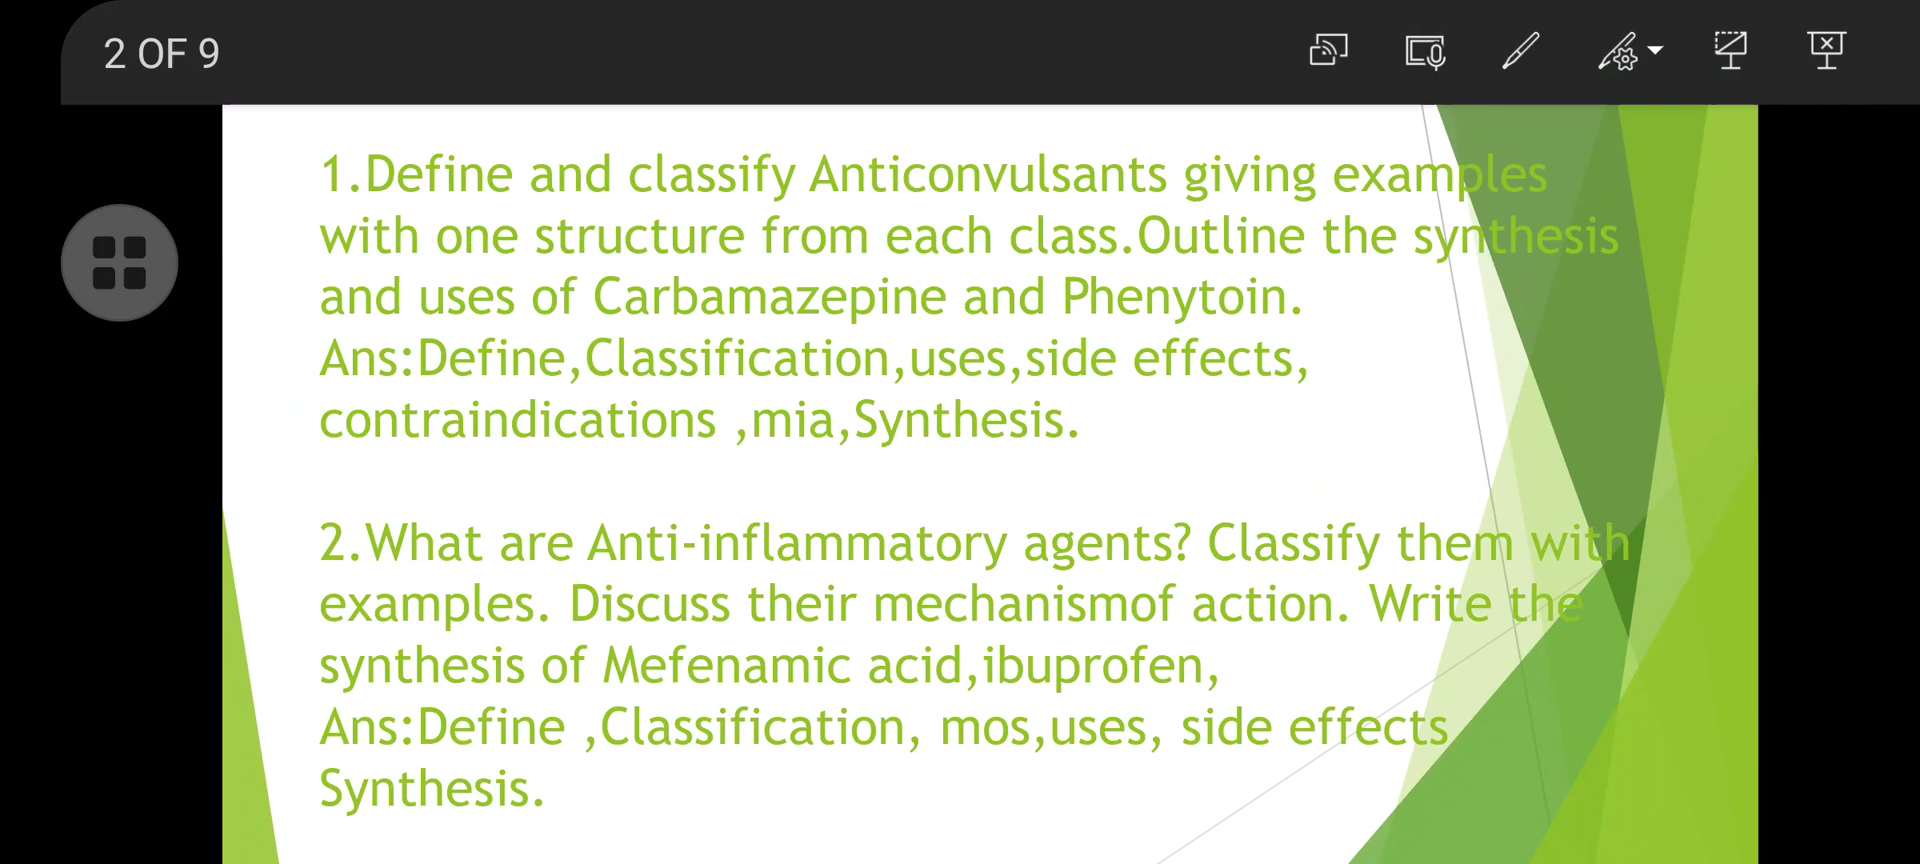 2 OF 9
1.Define and classify Anticonvulsants giving examples
with one structure from each class.Outline the synthesis
and uses of Carbamazepine and Phenytoin.
Ans:Define,Classification,uses,side effects,
contraindications ,mia,Synthesis.
2.What are Anti-inflammatory agents? Classify them with
examples. Discuss their mechanismof action. Write the
synthesis of Mefenamic acid,ibuprofen,
Ans:Define ,Classification, mos,uses, side effects
Synthesis.